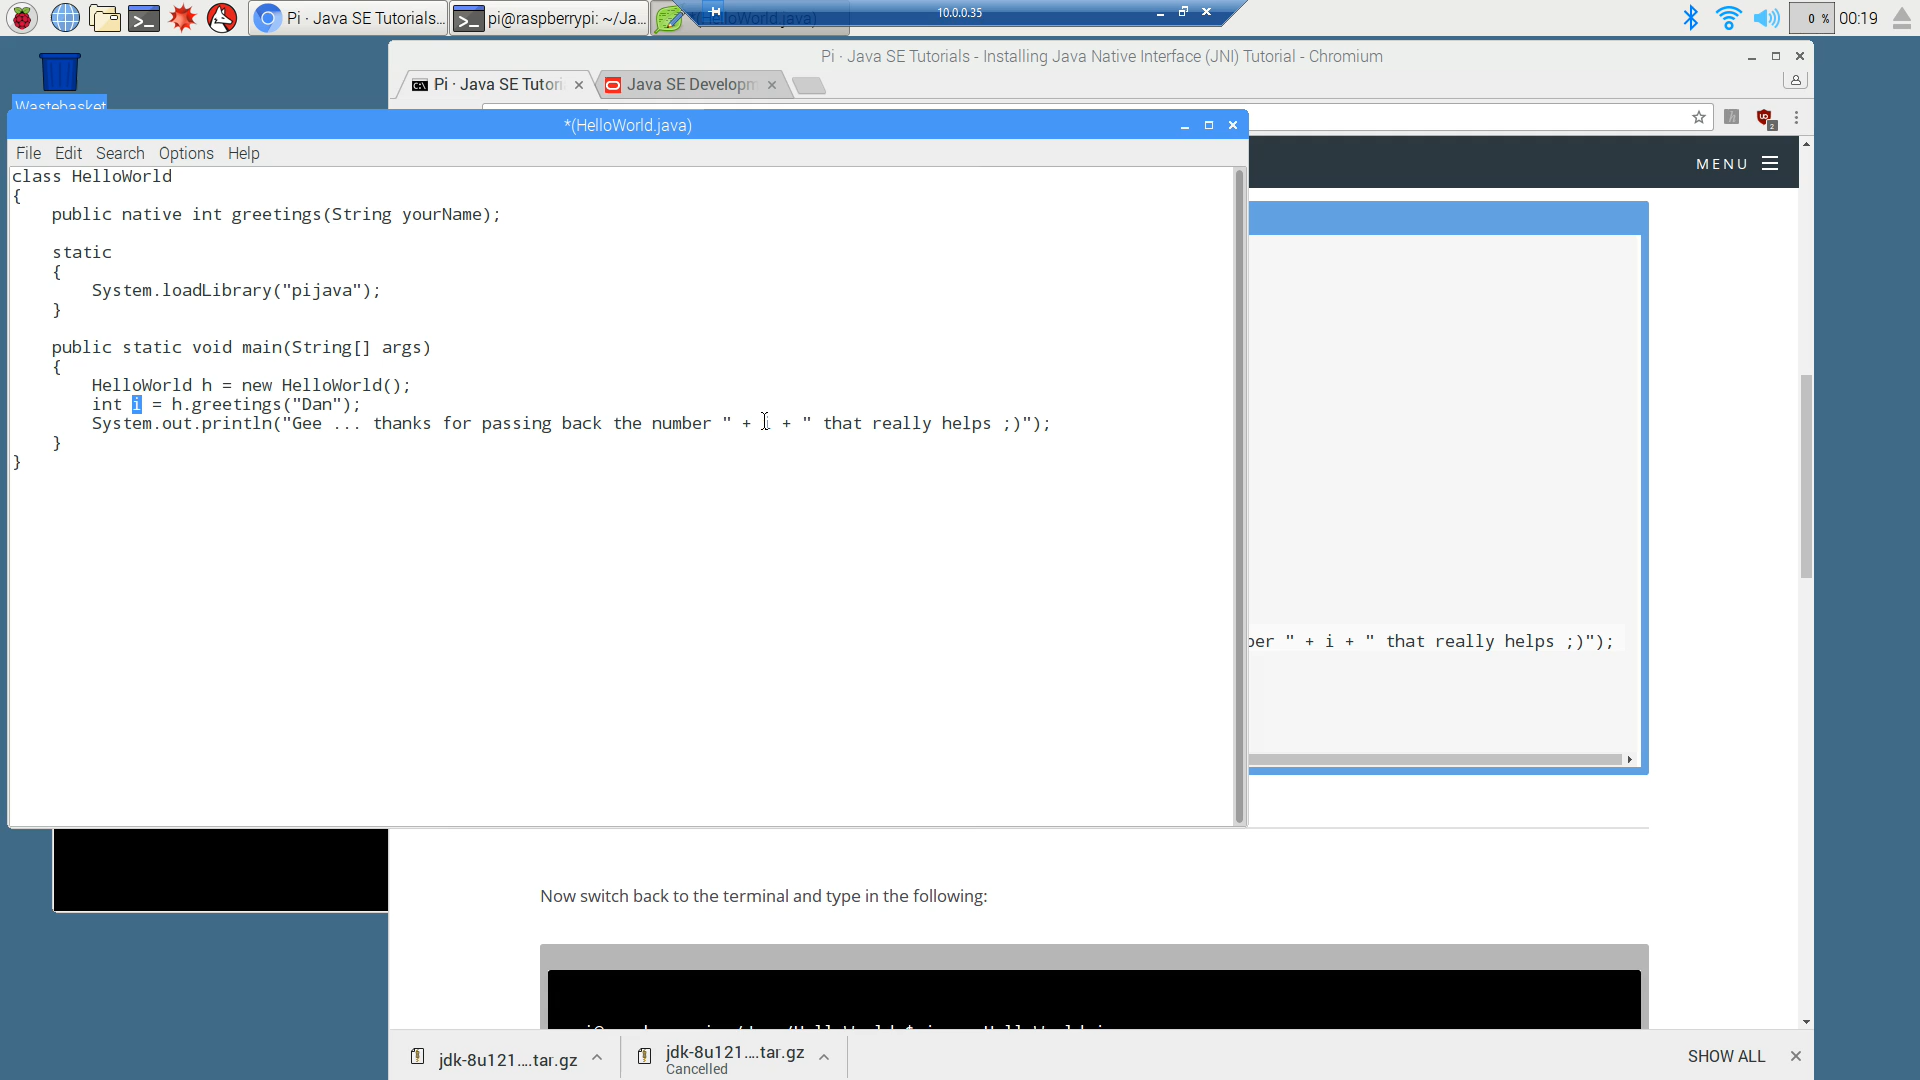 Pi · Java SE Tutorials...
pi@raspberrypi: ~/Ja...
10.0.0.35
0 %
00:19
Wastebasket
Pi · Java SE Tutorials - Installing Java Native Interface (JNI) Tutorial - Chromium
Pi · Java SE Tutori
Java SE Developm
*(HelloWorld.java)
File Edit Search Options Help
MENU
class HelloWorld
{
public native int greetings(String yourName);
static
{
System.loadLibrary("pijava");
}
public static void main(String[] args)
{
HelloWorld h = new HelloWorld();
int i = h.greetings("Dan");
System.out.println("Gee ... thanks for passing back the number " + i + " that really helps ;)");
}
}
ber " + i + " that really helps ;)");
Now switch back to the terminal and type in the following:
jdk-8u121....tar.gz
jdk-8u121....tar.gz
Cancelled
SHOW ALL